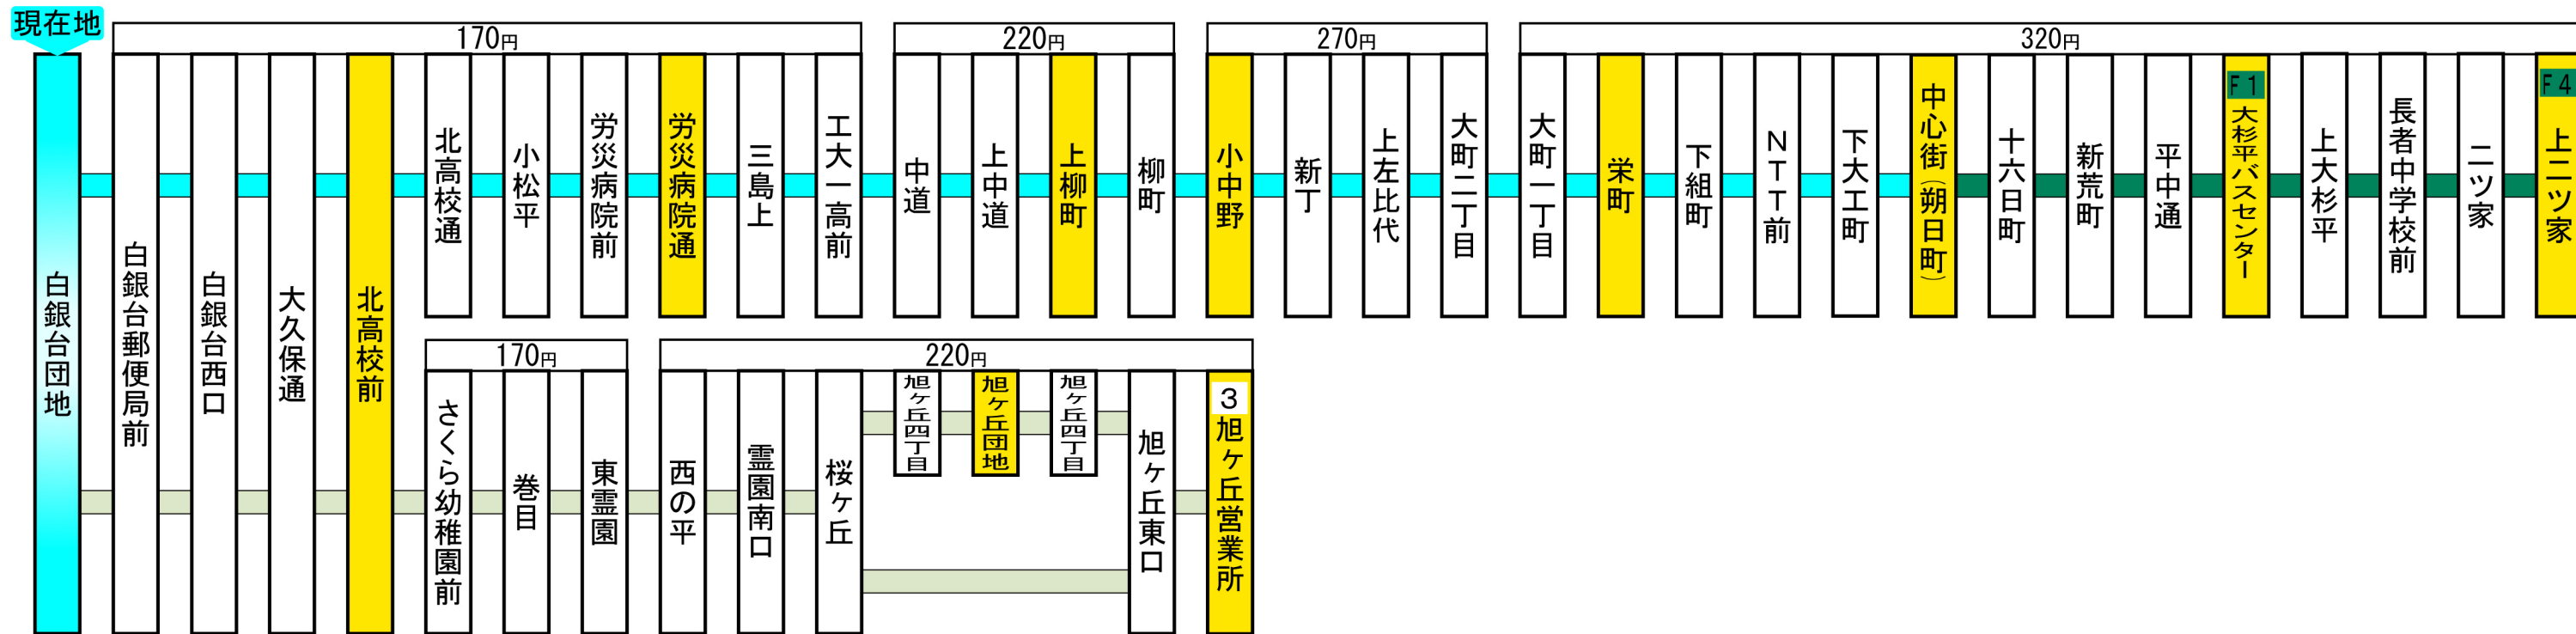 現在地
170円
220円
270円
320円
白銀台団地
白銀台郵便局前
白銀台西口
大久保通
北高校前
北高校通
小松平
労災病院前
労災病院通
三島上
工大一高前
中道
上中道
上柳町
柳町
小中野
新丁
上左比代
大町二丁目
大町一丁目
栄町
下組町
NTT前
下大工町
中心街(朔日町)
十六日町
新荒町
平中通
F1
大杉平バスセンター
上大杉平
長者中学校前
二ツ家
F4
上二ツ家
170円
220円
さくら幼稚園前
巻目
東霊園
西の平
霊園南口
桜ヶ丘
旭ヶ丘四丁目
旭ヶ丘団地
旭ヶ丘四丁目
旭ヶ丘東口
3
旭ヶ丘営業所